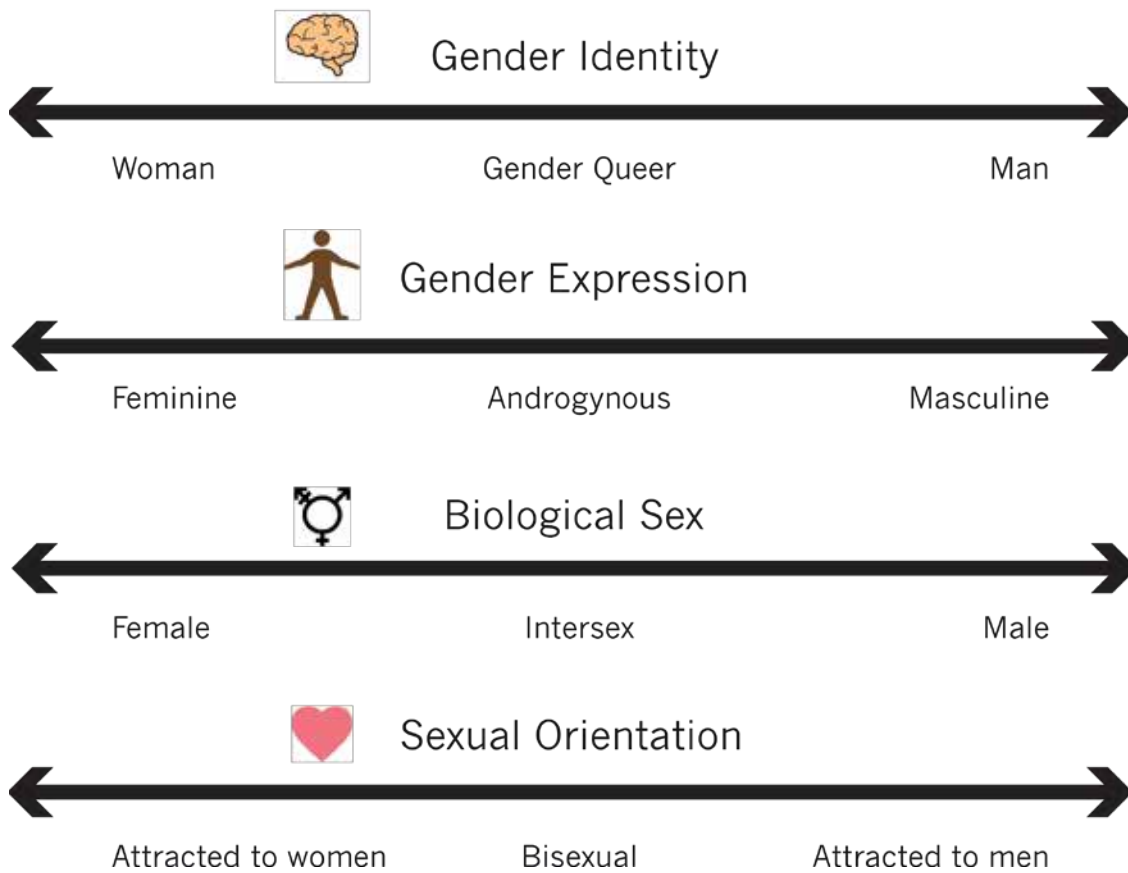 Gender Identity
Woman Gender Queer Man
Gender Expression
Feminine Androgynous Masculine
Biological Sex
Female Intersex Male
Sexual Orientation
Attracted to women Bisexual Attracted to men